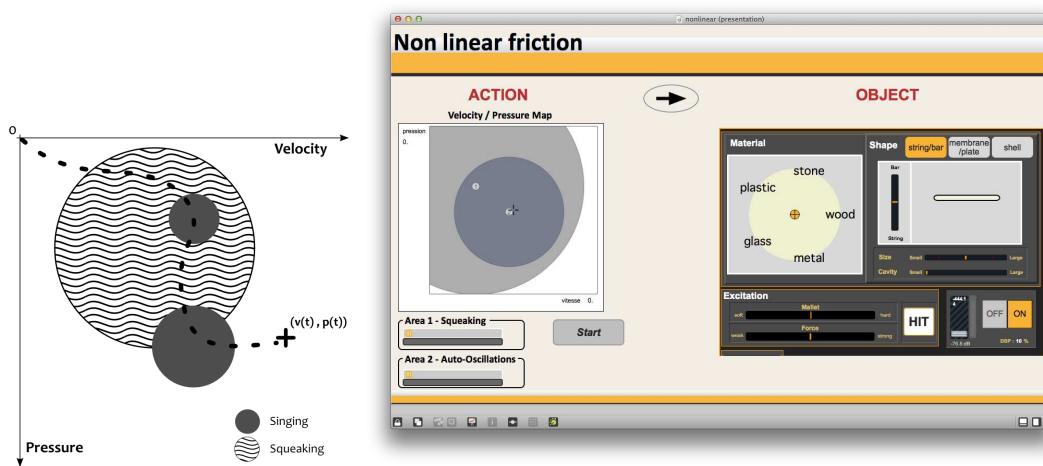 O
Velocity
(v(t) , p(t))
Singing
Squeaking
Pressure
nonlinear (presentation)
Non linear friction
ACTION
OBJECT
Velocity / Pressure Map
pression
0.
vitesse 0.
Area 1 - Squeaking
Area 2 - Auto-Oscillations
Start
Material
stone
plastic
wood
glass
metal
Shape
string/bar
membrane
/plate
shell
Bar
String
Size Small Large
Cavity Small Large
Excitation
Mallet
soft hard
Force
weak strong
HIT
-76.8 dB
OFF ON
DSP : 16 %